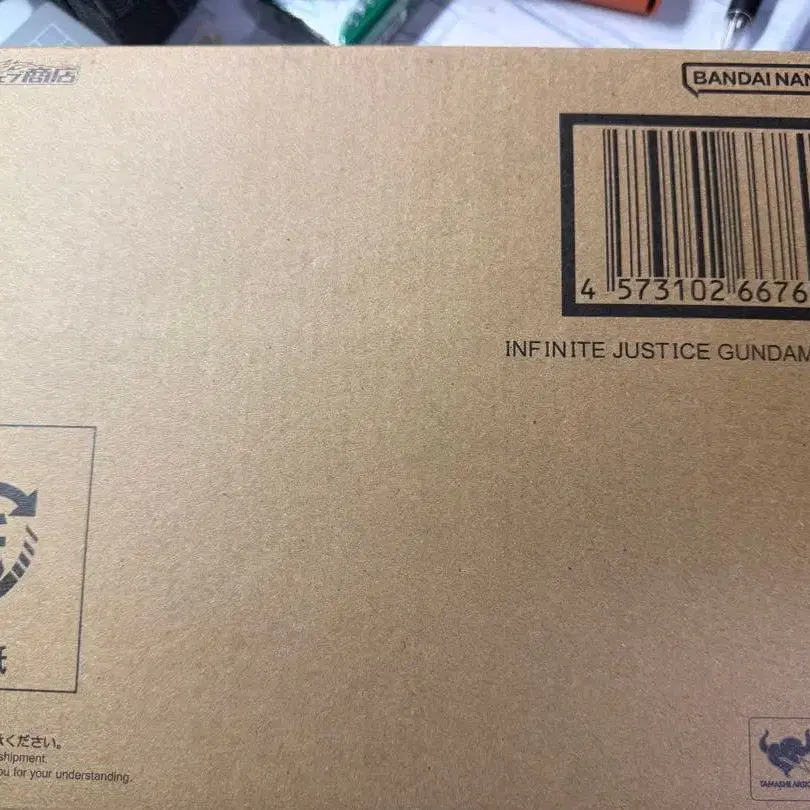 商店
BANDAI NAM
4 573102 6676
INFINITE JUSTICE GUNDAM
紙
ください。
shipment.
ou for your understanding.